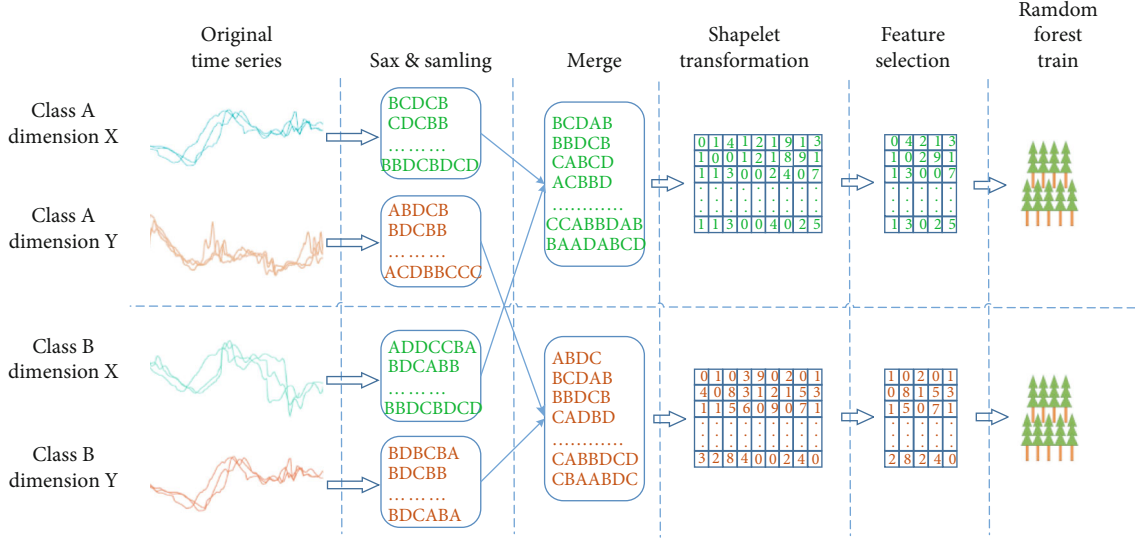 Original
time series
Sax & samling
Merge
Shapelet
transformation
Feature
selection
Ramdom
forest
train
Class A
dimension X
BCDCB
CDCBB
... ... ...
BBDCBDCD
Class A
dimension Y
ABDCB
BDCBB
... ... ...
ACDBBCCC
BCDAB
BBDCB
CABCD
ACBBD
............
CCABBDAB
BAADABCD
0 1 4 1 2 1 9 1 3
1 0 0 1 2 1 8 9 1
1 1 3 0 0 2 4 0 7
. . . . . . . . .
. . . . . . . . .
. . . . . . . . .
1 1 3 0 0 4 0 2 5
0 4 2 1 3
1 0 2 9 1
1 3 0 0 7
. . . . .
. . . . .
. . . . .
1 3 0 2 5
Class B
dimension X
ADDCCBA
BDCABB
... ... ...
BBDCBDCD
Class B
dimension Y
BDBCBA
BDCBB
... ... ...
BDCABA
ABDC
BCDAB
BBDCB
CADBD
............
CABBDCD
CBAABDC
0 1 0 3 9 0 2 0 1
4 0 8 3 1 2 1 5 3
1 1 5 6 0 9 0 7 1
. . . . . . . . .
. . . . . . . . .
3 2 8 4 0 0 2 4 0
1 0 2 0 1
0 8 1 5 3
1 5 0 7 1
. . . . .
. . . . .
2 8 2 4 0